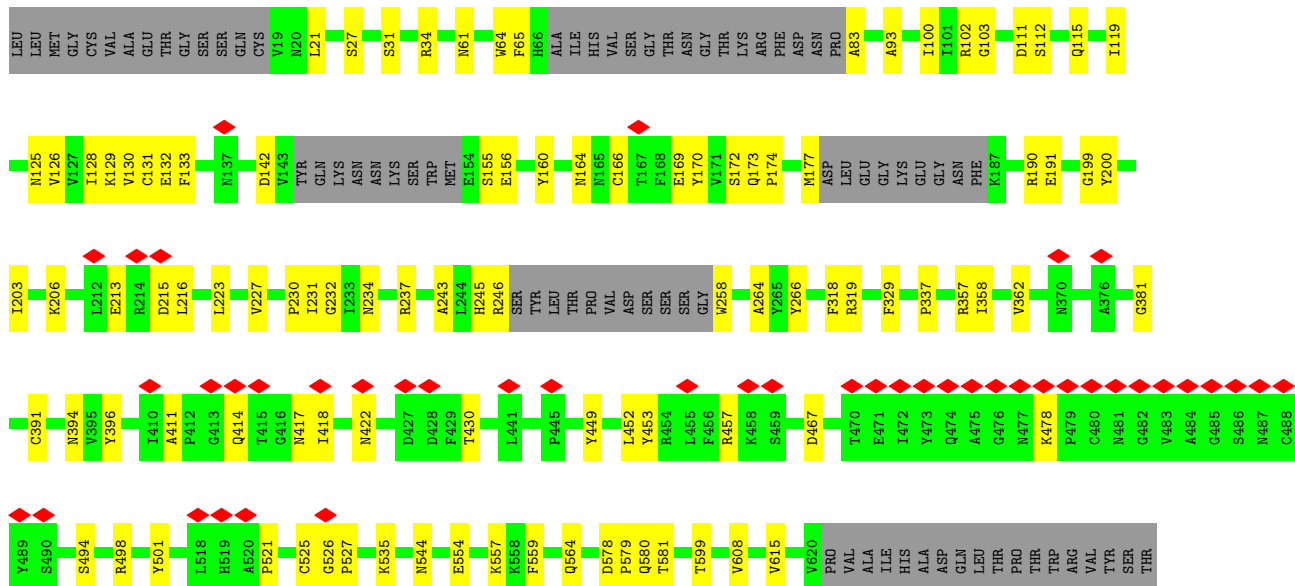 LEU LEU MET GLY CYS VAL ALA GLU THR GLY SER SER GLN CYS V19 N20 L21 S27 S31 R34 N61 W64 F65 H66 ALA ILE HIS VAL SER GLY THR ASN GLY THR LYS ARG PHE ASP ASN PRO A83 A93 I100 I101 R102 G103 D111 S112 Q115 I119
N125 V126 V127 I128 K129 V130 C131 E132 F133 N137 D142 V143 TYR GLN LYS ASN ASN LYS SER TRP MET E154 S155 E156 Y160 N164 N165 C166 T167 F168 E169 Y170 V171 S172 Q173 P174 M177 ASP LEU GLU GLY LYS GLU GLY ASN PHE K187 R190 E191 G199 Y200
I203 K206 L212 E213 R214 D215 L216 L223 V227 P230 I231 G232 I233 N234 R237 A243 L244 H245 R246 SER TYR LEU THR PRO VAL ASP SER SER SER GLY W258 A264 Y265 Y266 F318 R319 F329 P337 R357 I358 V362 N370 A376 G381
C391 N394 V395 Y396 I410 A411 P412 G413 Q414 T415 G416 N417 I418 N422 D427 D428 F429 T430 L441 P445 Y449 L452 Y453 R454 L455 F456 R457 K458 S459 D467 T470 E471 I472 Y473 Q474 A475 G476 N477 K478 P479 C480 N481 G482 V483 A484 G485 S486 N487 C488
Y489 S490 S494 R498 Y501 L518 H519 A520 P521 C525 G526 P527 K535 N544 E554 K557 K558 F559 Q564 D578 P579 Q580 T581 T599 V608 V615 V620 PRO VAL ALA ILE HIS ALA ASP GLN LEU THR PRO THR TRP ARG VAL TYR SER THR